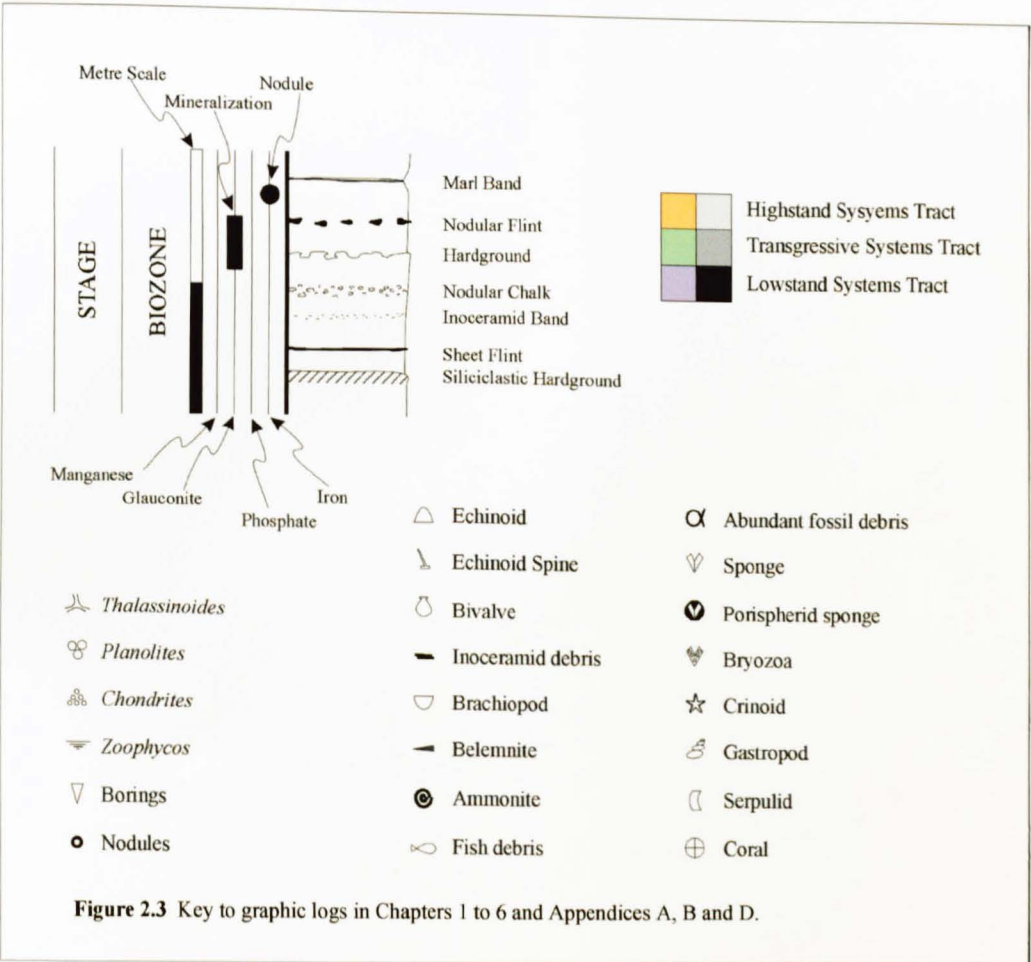 Metre Scale
Nodule
Mineralization
STAGE
BIOZONE
Marl Band
Nodular Flint
Hardground
Nodular Chalk
Inoceramid Band
Sheet Flint
Siliciclastic Hardground
Highstand Sysyems Tract
Transgressive Systems Tract
Lowstand Systems Tract
Manganese
Glauconite
Phosphate
Iron
Thalassinoides
Planolites
Chondrites
Zoophycos
Borings
Nodules
Echinoid
Echinoid Spine
Bivalve
Inoceramid debris
Brachiopod
Belemnite
Ammonite
Fish debris
Abundant fossil debris
Sponge
Porispherid sponge
Bryozoa
Crinoid
Gastropod
Serpulid
Coral
Figure 2.3 Key to graphic logs in Chapters 1 to 6 and Appendices A, B and D.